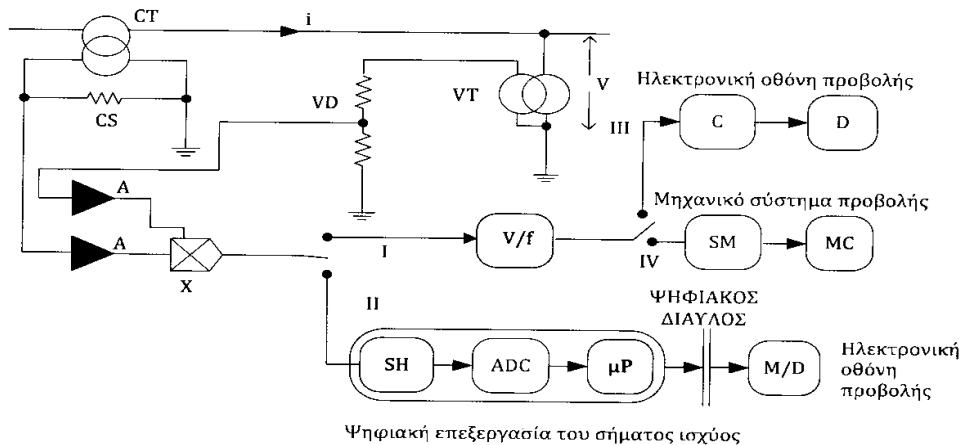 CT
i
CS
VD
VT
V
Ηλεκτρονική οθόνη προβολής
III
C
D
A
A
X
I
V/f
Μηχανικό σύστημα προβολής
IV
SM
MC
II
ΨΗΦΙΑΚΟΣ
ΔΙΑΥΛΟΣ
SH
ADC
μP
M/D
Ηλεκτρονική
οθόνη
προβολής
Ψηφιακή επεξεργασία του σήματος ισχύος